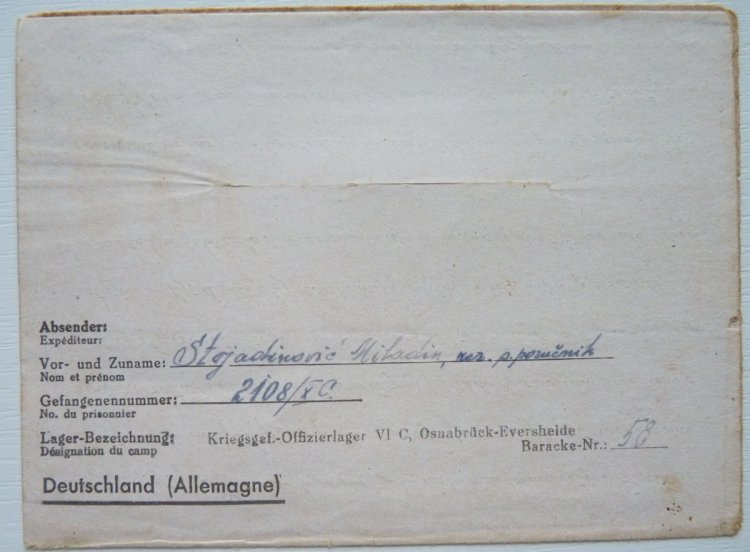 Absender:
Expéditeur:
Vor- und Zuname: Stojadinović Miladin, rez. p.poručnik
Nom et prénom
Gefangenennummer: 2108/XC.
No. du prisonnier
Lager-Bezeichnung: Kriegsgef.-Offizierlager VI C, Osnabrück-Eversheide
Désignation du camp Baracke-Nr.: 58
Deutschland (Allemagne)